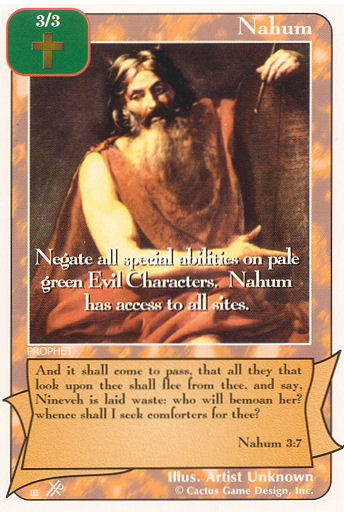 3/3
Nahum
Negate all special abilities on pale
green Evil Characters. Nahum
has access to all sites.
PROPHET
And it shall come to pass, that all they that
look upon thee shall flee from thee, and say,
Nineveh is laid waste: who will bemoan her?
whence shall I seek comforters for thee?
Nahum 3:7
Illus. Artist Unknown
© Cactus Game Design, Inc.